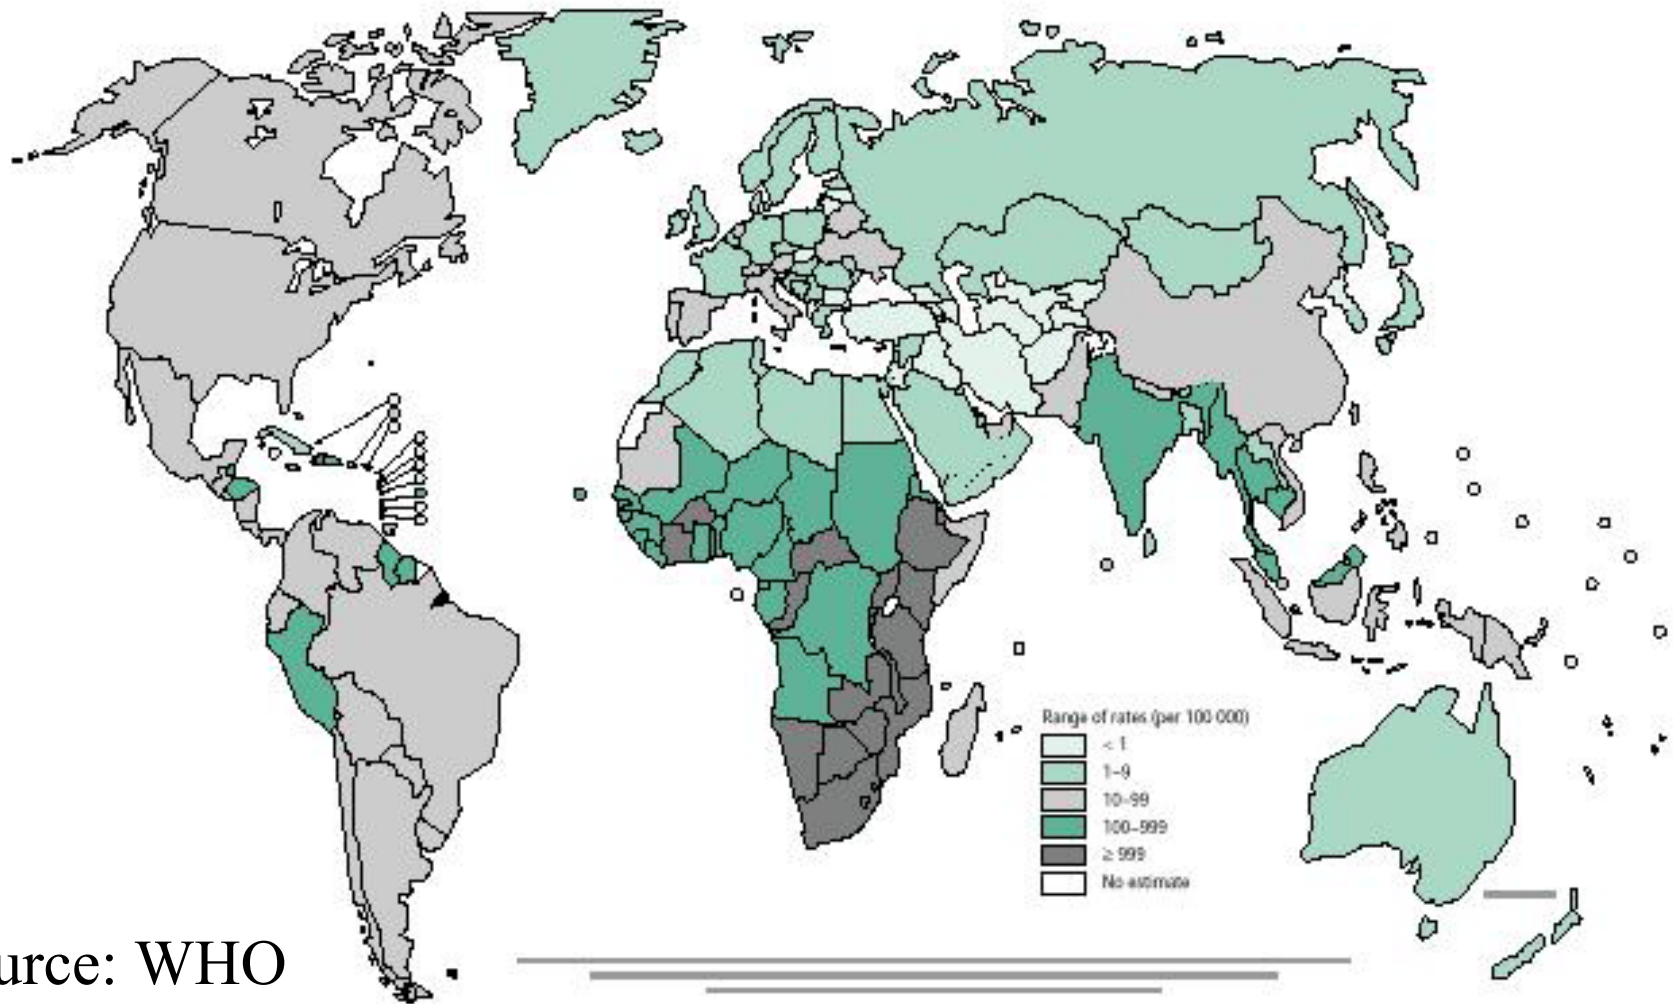 Range of rates (per 100 000)
< 1
1–9
10–99
100–999
≥ 999
No estimate
urce: WHO